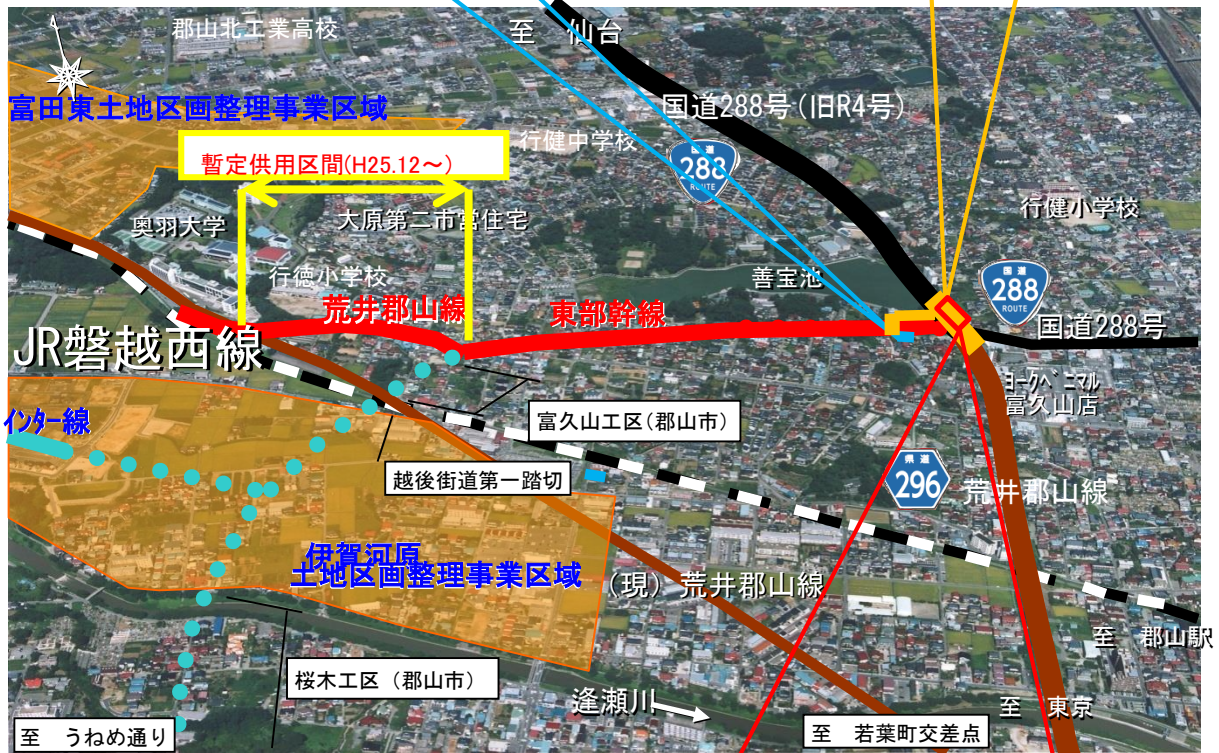 郡山北工業高校
至 仙台
富田東土地区画整理事業区域
国道288号(旧R4号)
暫定供用区間(H25.12～)
行健中学校
国道
288
ROUTE
奥羽大学
大原第二市営住宅
行健小学校
行徳小学校
善宝池
国道
288
ROUTE
荒井郡山線
東部幹線
国道288号
JR磐越西線
ヨークベニマル
富久山店
インター線
富久山工区(郡山市)
越後街道第一踏切
県道
296
荒井郡山線
伊賀河原
土地区画整理事業区域
(現)荒井郡山線
至 郡山駅
桜木工区(郡山市)
逢瀬川
至 東京
至 うねめ通り
至 若葉町交差点